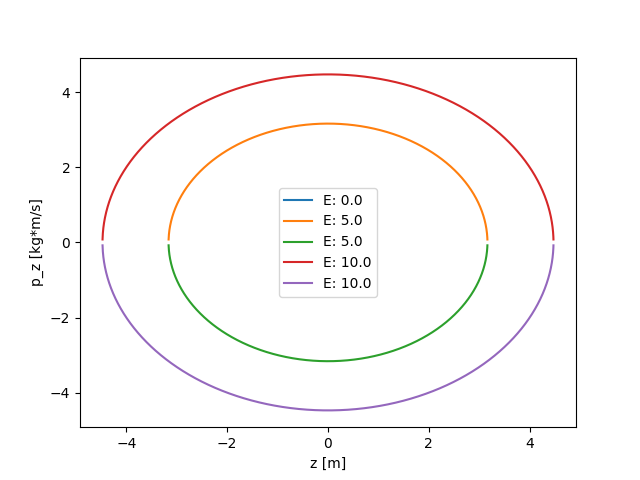 4
2
0
−2
−4
p_z [kg*m/s]
E: 0.0
E: 5.0
E: 5.0
E: 10.0
E: 10.0
−4 −2 0 2 4
z [m]